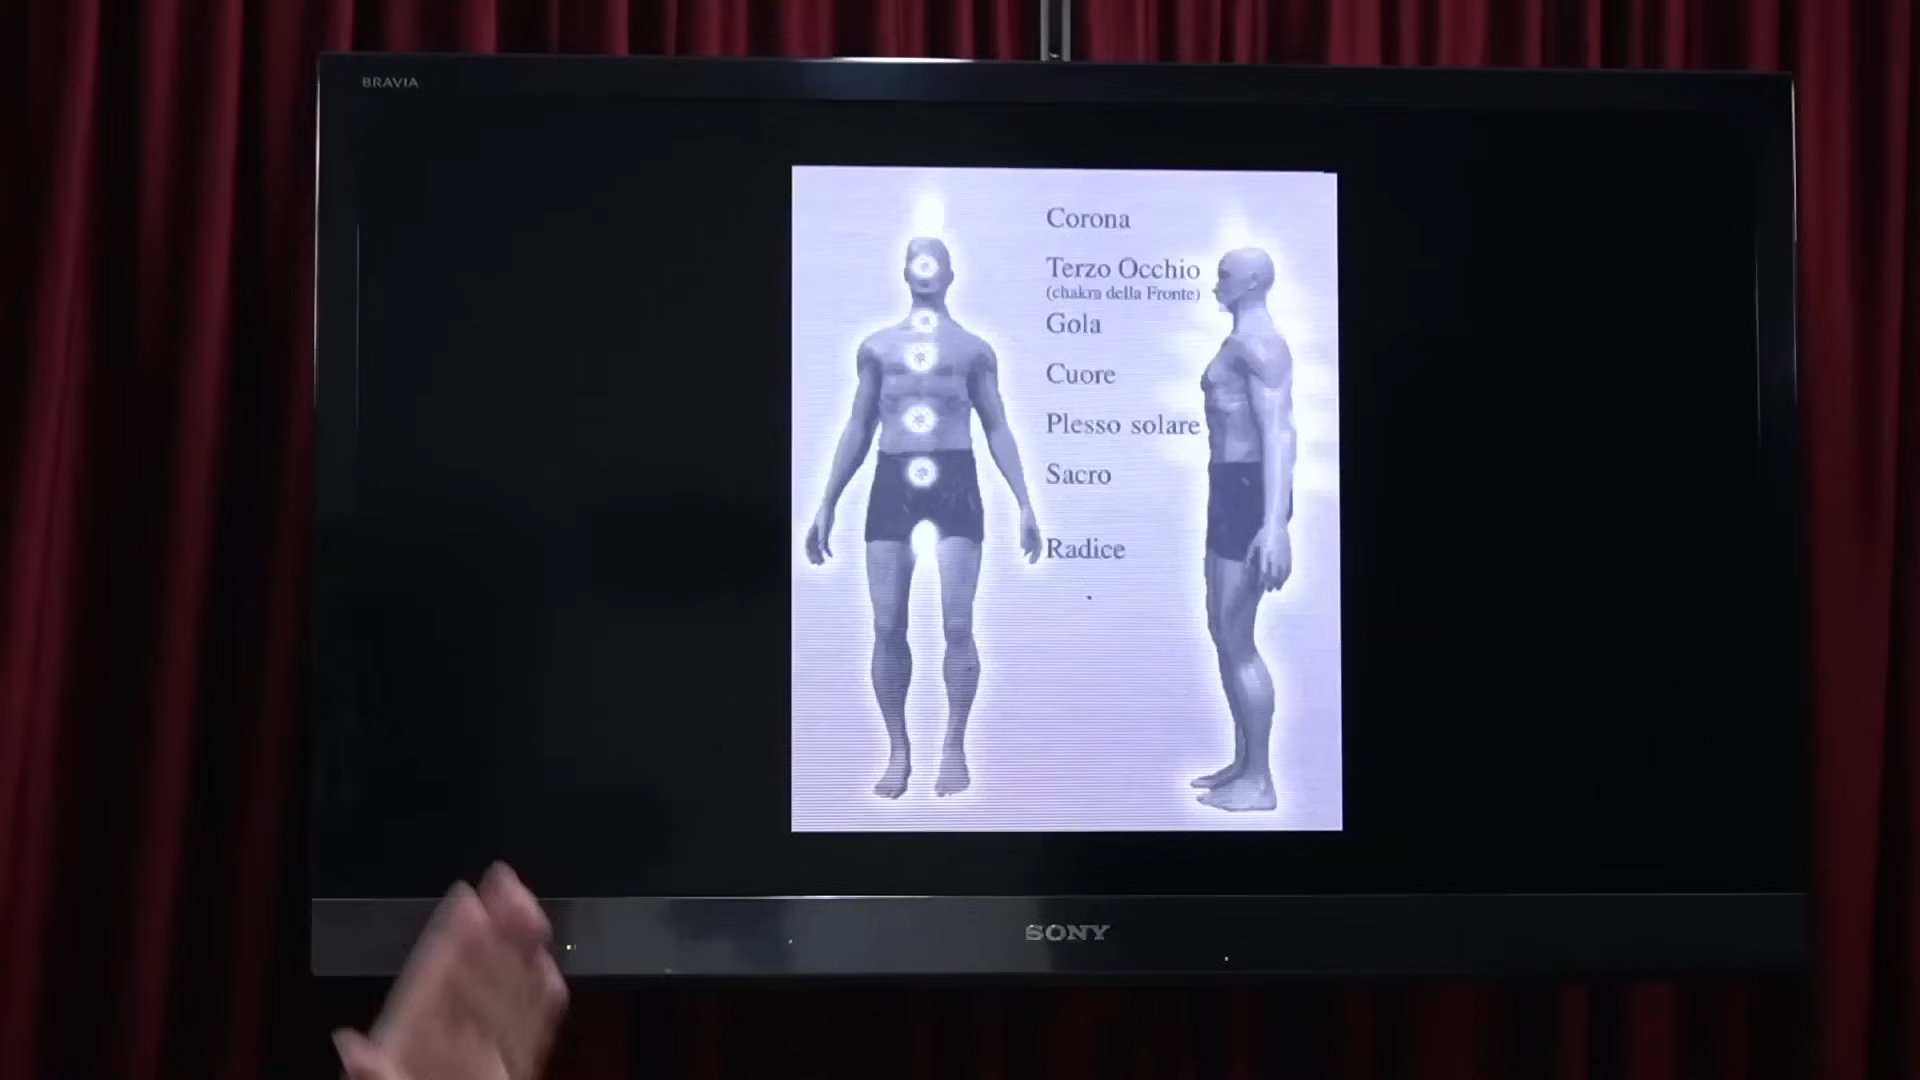 BRAVIA
Corona
Terzo Occhio
(chakra della Fronte)
Gola
Cuore
Plesso solare
Sacro
Radice
SONY